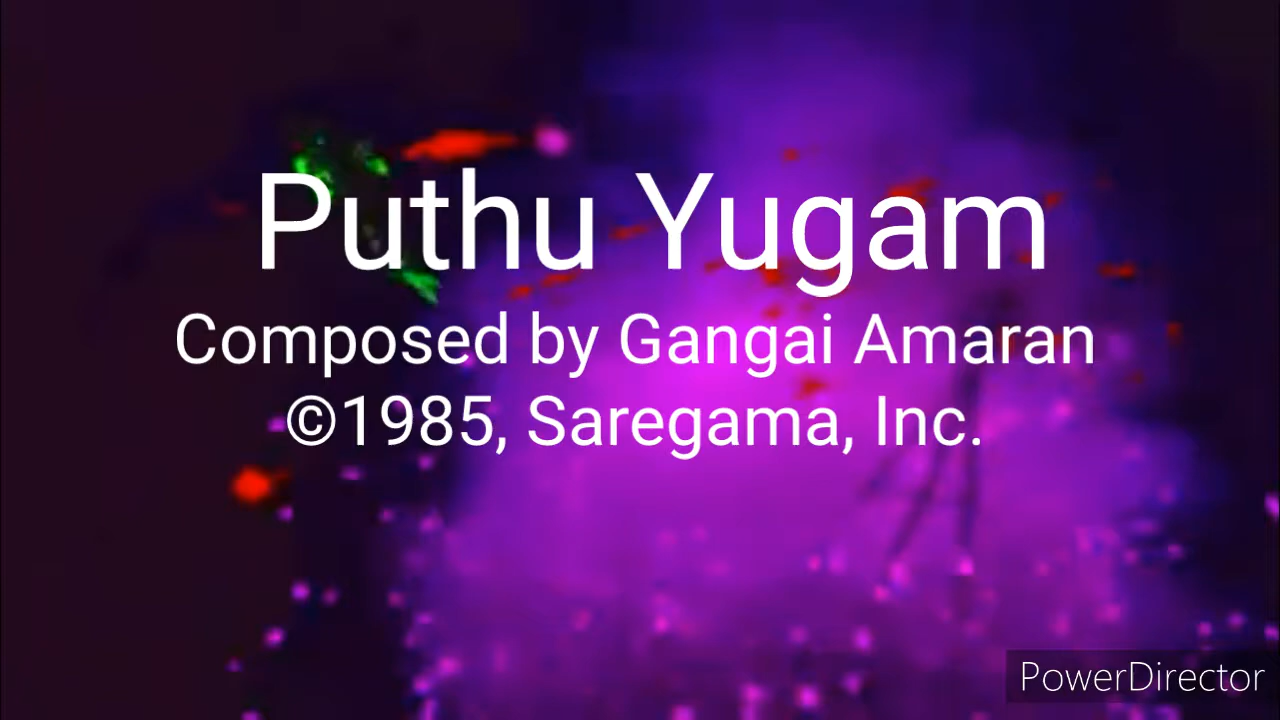 Puthu Yugam
Composed by Gangai Amaran
©1985, Saregama, Inc.
PowerDirector